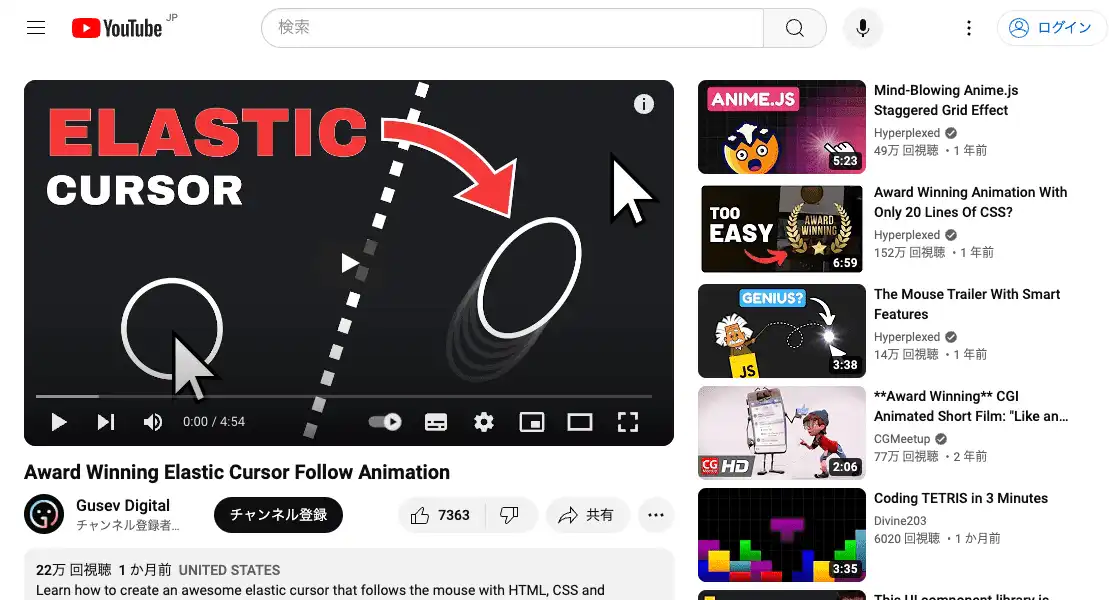 YouTube JP
検索
ログイン
ELASTIC
CURSOR
0:00 / 4:54
Award Winning Elastic Cursor Follow Animation
Gusev Digital
チャンネル登録者...
チャンネル登録
7363
共有
22万 回視聴 1 か月前 UNITED STATES
Learn how to create an awesome elastic cursor that follows the mouse with HTML, CSS and
ANIME.JS
5:23
Mind-Blowing Anime.js
Staggered Grid Effect
Hyperplexed
49万 回視聴 ・1 年前
TOO
EASY
AWARD
WINNING
6:59
Award Winning Animation With
Only 20 Lines Of CSS?
Hyperplexed
152万 回視聴 ・1 年前
GENIUS?
JS
3:38
The Mouse Trailer With Smart
Features
Hyperplexed
14万 回視聴 ・1 年前
CG
HD
2:06
**Award Winning** CGI
Animated Short Film: "Like an...
CGMeetup
77万 回視聴 ・2 年前
3:35
Coding TETRIS in 3 Minutes
Divine203
6020 回視聴 ・1 か月前
This UI component library is